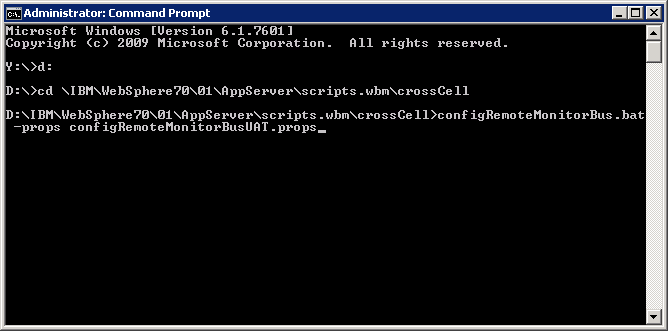 Administrator: Command Prompt
Microsoft Windows [Version 6.1.7601]
Copyright (c) 2009 Microsoft Corporation.  All rights reserved.
Y:\>d:
D:\>cd \IBM\WebSphere70\01\AppServer\scripts.wbm\crossCell
D:\IBM\WebSphere70\01\AppServer\scripts.wbm\crossCell>configRemoteMonitorBus.bat
 -props configRemoteMonitorBusUAT.props_